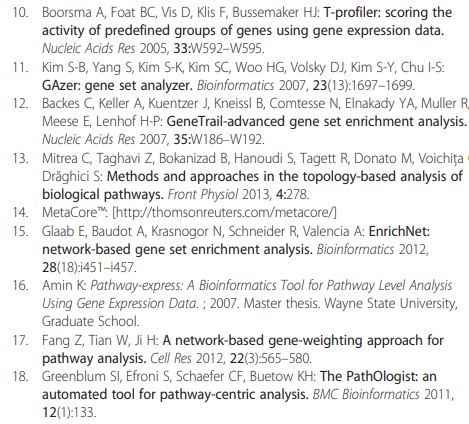 10. Boorsma A, Foat BC, Vis D, Klis F, Bussemaker HJ: T-profiler: scoring the
activity of predefined groups of genes using gene expression data.
Nucleic Acids Res 2005, 33:W592–W595.
11. Kim S-B, Yang S, Kim S-K, Kim SC, Woo HG, Volsky DJ, Kim S-Y, Chu I-S:
GAzer: gene set analyzer. Bioinformatics 2007, 23(13):1697–1699.
12. Backes C, Keller A, Kuentzer J, Kneissl B, Comtesse N, Elnakady YA, Muller R,
Meese E, Lenhof H-P: GeneTrail-advanced gene set enrichment analysis.
Nucleic Acids Res 2007, 35:W186–W192.
13. Mitrea C, Taghavi Z, Bokanizad B, Hanoudi S, Tagett R, Donato M, Voichița
Drăghici S: Methods and approaches in the topology-based analysis of
biological pathways. Front Physiol 2013, 4:278.
14. MetaCore™: [http://thomsonreuters.com/metacore/]
15. Glaab E, Baudot A, Krasnogor N, Schneider R, Valencia A: EnrichNet:
network-based gene set enrichment analysis. Bioinformatics 2012,
28(18):i451–i457.
16. Amin K: Pathway-express: A Bioinformatics Tool for Pathway Level Analysis
Using Gene Expression Data. ; 2007. Master thesis. Wayne State University,
Graduate School.
17. Fang Z, Tian W, Ji H: A network-based gene-weighting approach for
pathway analysis. Cell Res 2012, 22(3):565–580.
18. Greenblum SI, Efroni S, Schaefer CF, Buetow KH: The PathOlogist: an
automated tool for pathway-centric analysis. BMC Bioinformatics 2011,
12(1):133.